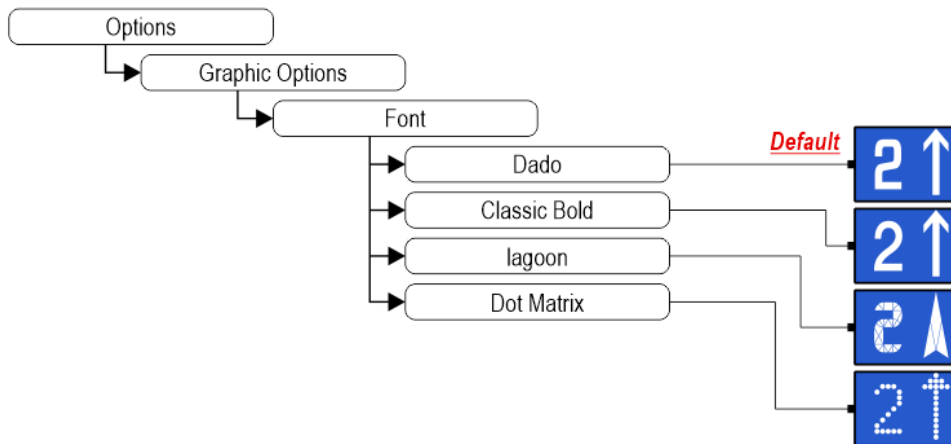 Options
Graphic Options
Font
Default
Dado
2
Classic Bold
2
lagoon
2
Dot Matrix
2